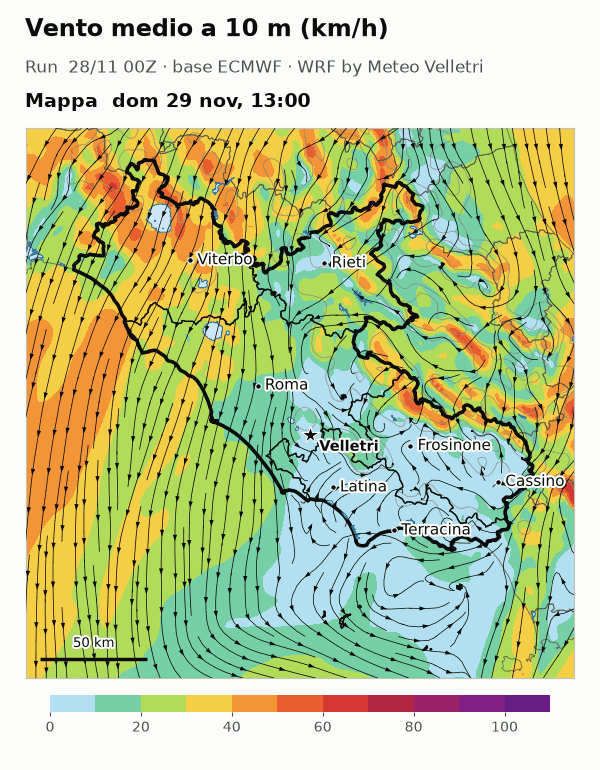 Vento medio a 10 m (km/h)
Run  28/11 00Z · base ECMWF · WRF by Meteo Velletri
Mappa  dom 29 nov, 13:00
Viterbo
Rieti
Roma
Velletri
Frosinone
Latina
Cassino
Terracina
50 km
0 20 40 60 80 100